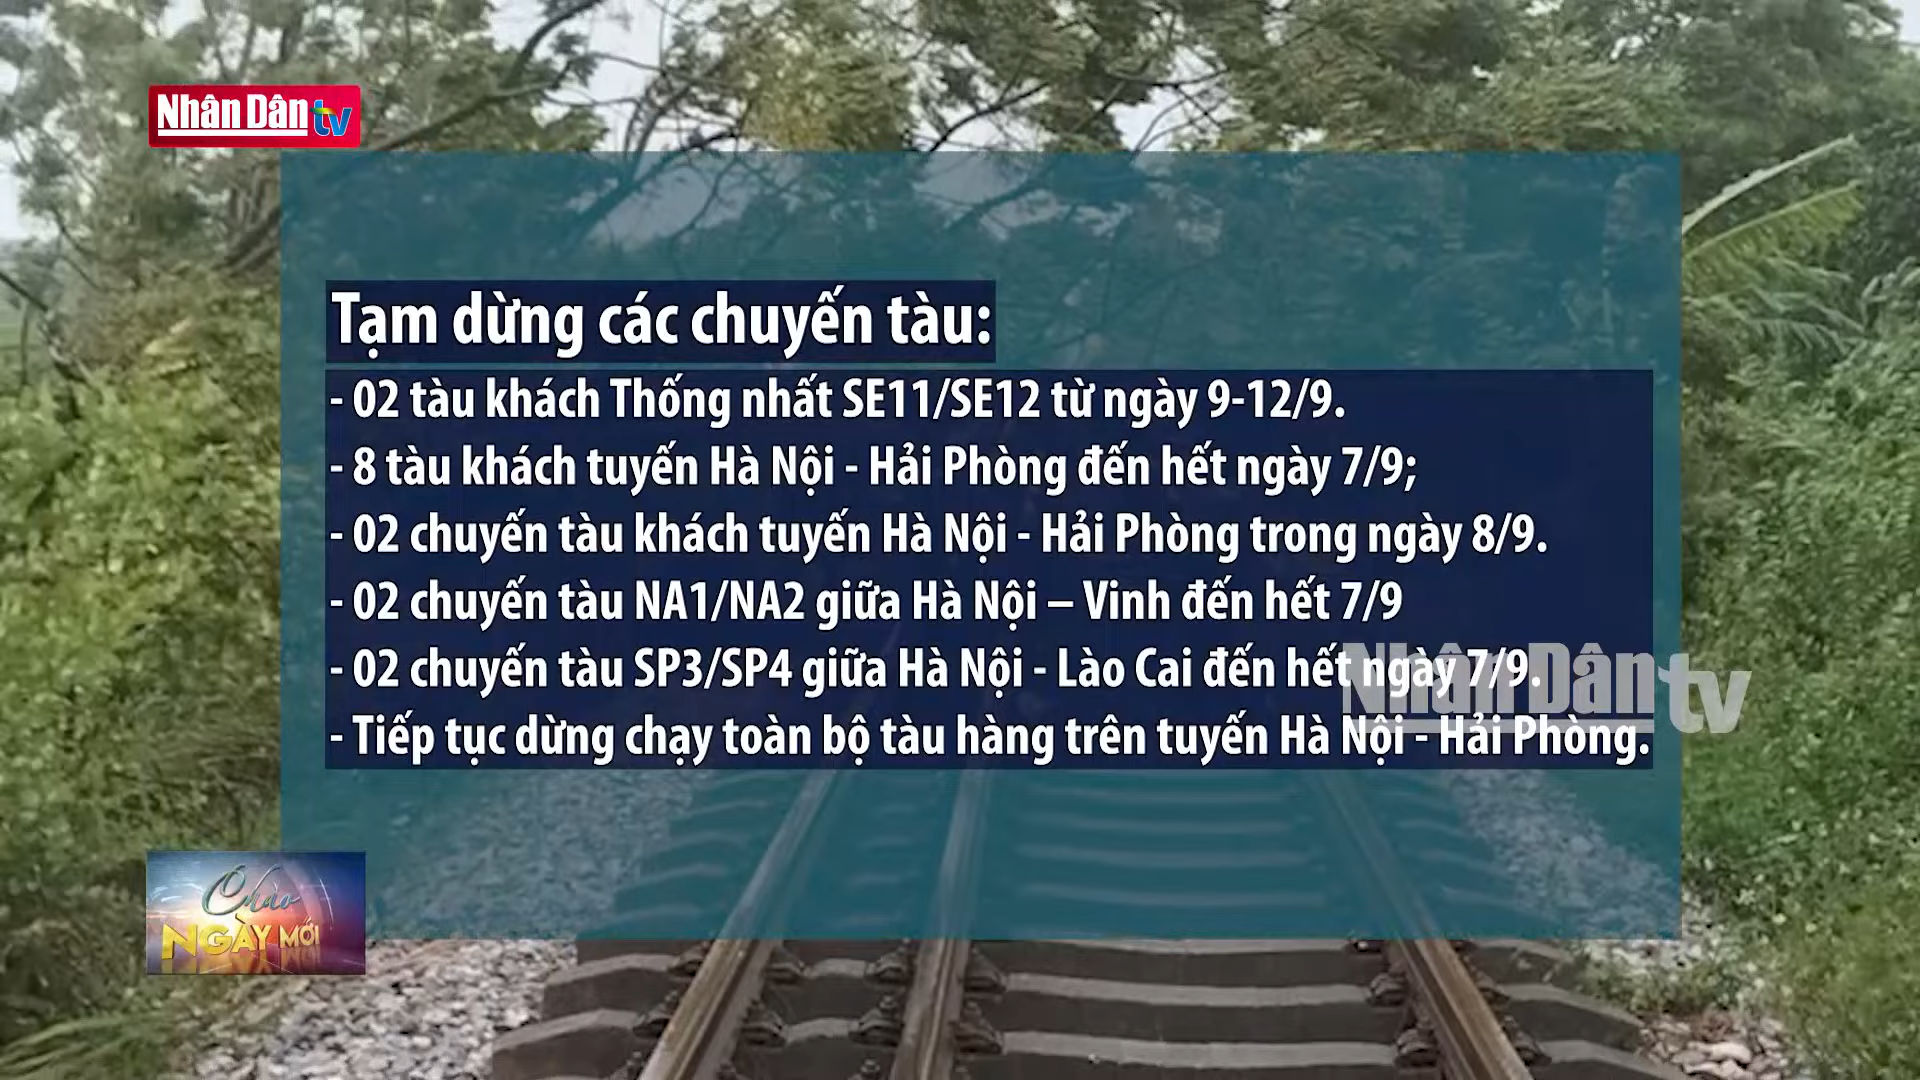 Nhân Dân tv
Tạm dừng các chuyến tàu:
- 02 tàu khách Thống nhất SE11/SE12 từ ngày 9-12/9.
- 8 tàu khách tuyến Hà Nội - Hải Phòng đến hết ngày 7/9;
- 02 chuyến tàu khách tuyến Hà Nội - Hải Phòng trong ngày 8/9.
- 02 chuyến tàu NA1/NA2 giữa Hà Nội – Vinh đến hết 7/9
- 02 chuyến tàu SP3/SP4 giữa Hà Nội - Lào Cai đến hết ngày 7/9.
Nhân Dân tv
- Tiếp tục dừng chạy toàn bộ tàu hàng trên tuyến Hà Nội - Hải Phòng.
Chào
NGÀY MỚI